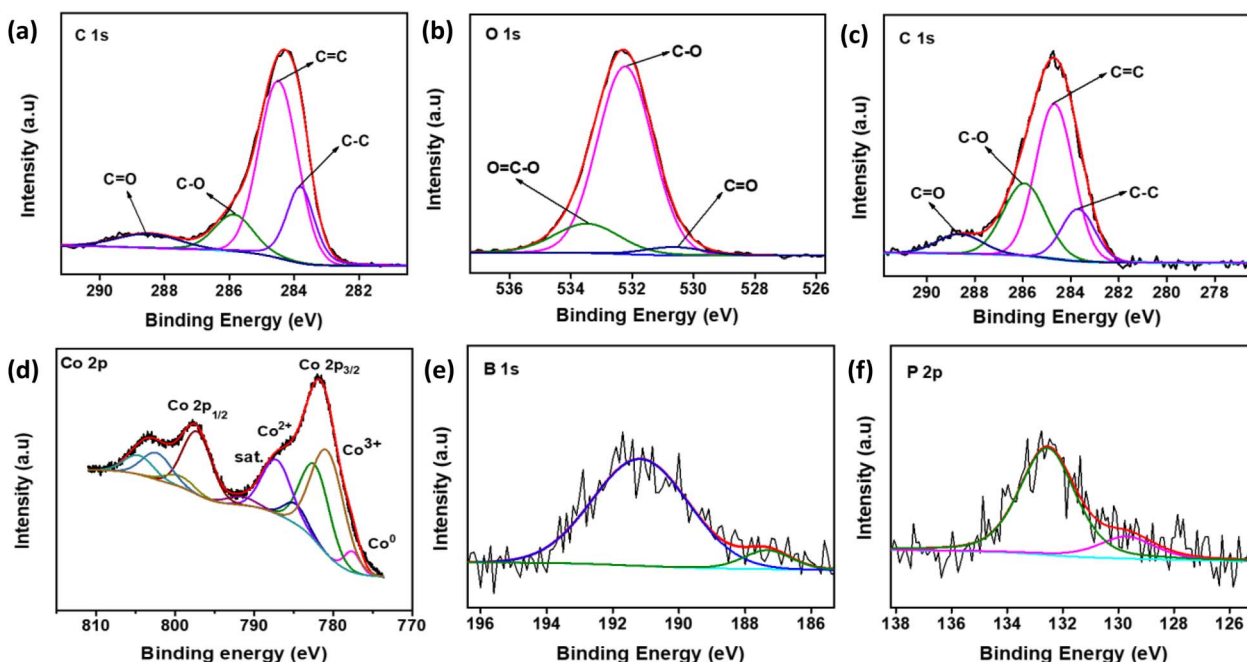 (a)
C 1s
C=C
C-C
C-O
C=O
Intensity (a.u)
290 288 286 284 282
Binding Energy (eV)
(b)
O 1s
C-O
O=C-O
C=O
Intensity (a.u)
536 534 532 530 528 526
Binding Energy (eV)
(c)
C 1s
C=C
C-O
C=O
C-C
Intensity (a.u)
290 288 286 284 282 280 278
Binding Energy (eV)
(d)
Co 2p
Co 2p3/2
Co 2p1/2
Co2+
sat.
Co3+
Co0
Intensity (a.u)
810 800 790 780 770
Binding energy (eV)
(e)
B 1s
Intensity (a.u)
196 194 192 190 188 186
Binding Energy (eV)
(f)
P 2p
Intensity (a.u)
138 136 134 132 130 128 126
Binding Energy (eV)